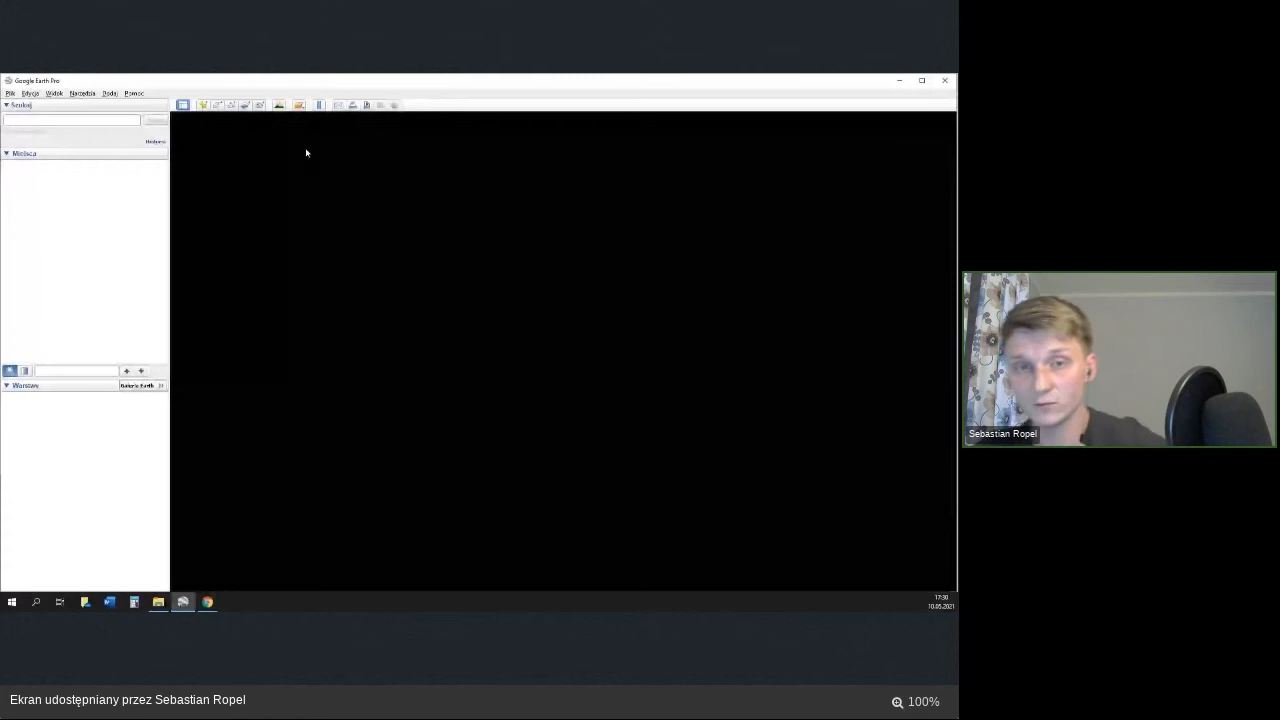 Google Earth Pro
Plik Edycja Widok Narzędzia Dodaj Pomoc
Szukaj
Historia
Miejsca
Warstwy
Galeria Earth
17:30
10.05.2021
Sebastian Ropel
Ekran udostępniany przez Sebastian Ropel
100%